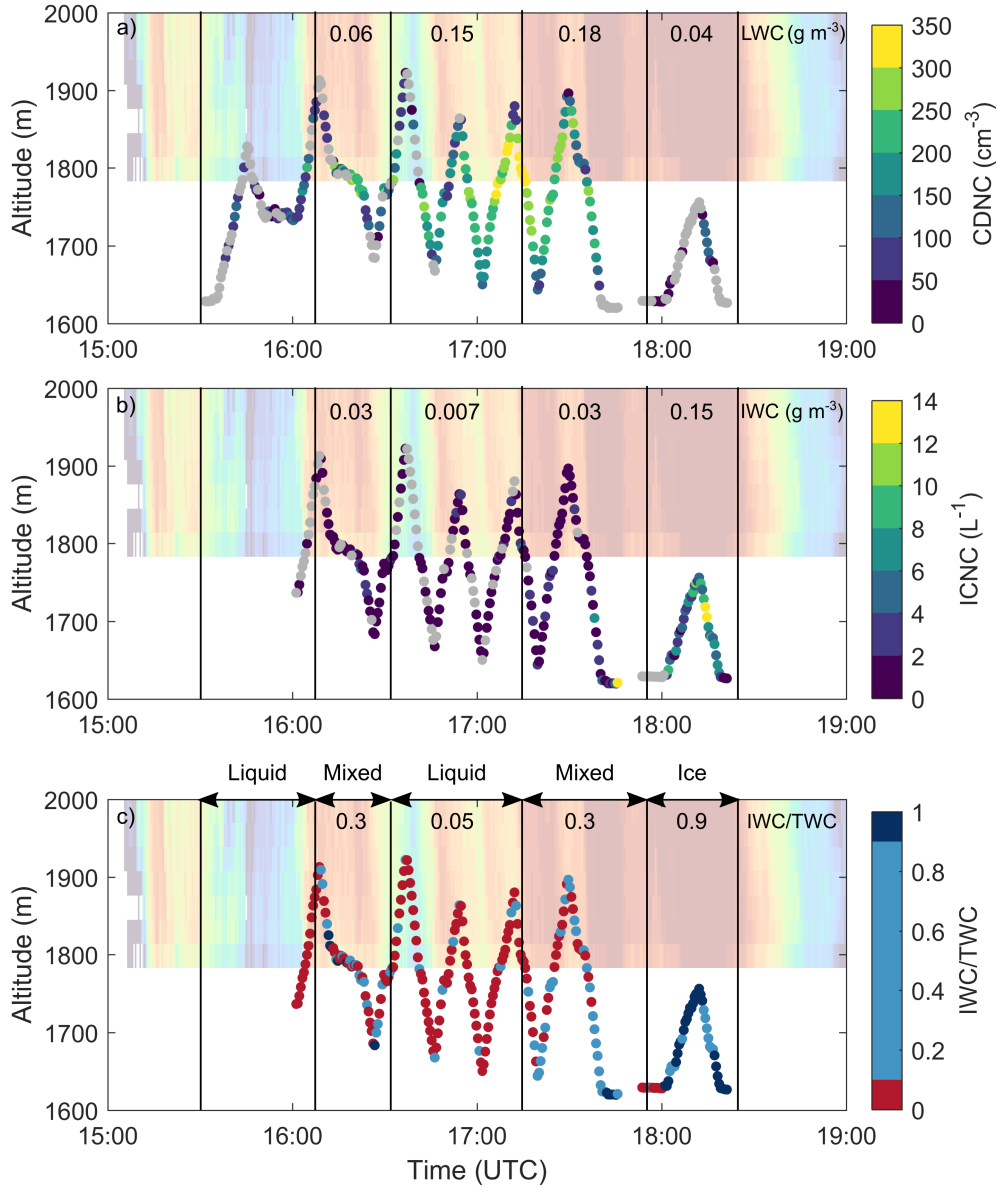 a) 0.06 0.15 0.18 0.04 LWC (g m⁻³)
2000
1900
1800
1700
1600
Altitude (m)
15:00 16:00 17:00 18:00 19:00
350
300
250
200
150
100
50
0
CDNC (cm⁻³)
b) 0.03 0.007 0.03 0.15 IWC (g m⁻³)
2000
1900
1800
1700
1600
Altitude (m)
15:00 16:00 17:00 18:00 19:00
14
12
10
8
6
4
2
0
ICNC (L⁻¹)
Liquid Mixed Liquid Mixed Ice
c) 0.3 0.05 0.3 0.9 IWC/TWC
2000
1900
1800
1700
1600
Altitude (m)
15:00 16:00 17:00 18:00 19:00
Time (UTC)
1
0.8
0.6
0.4
0.2
0
IWC/TWC